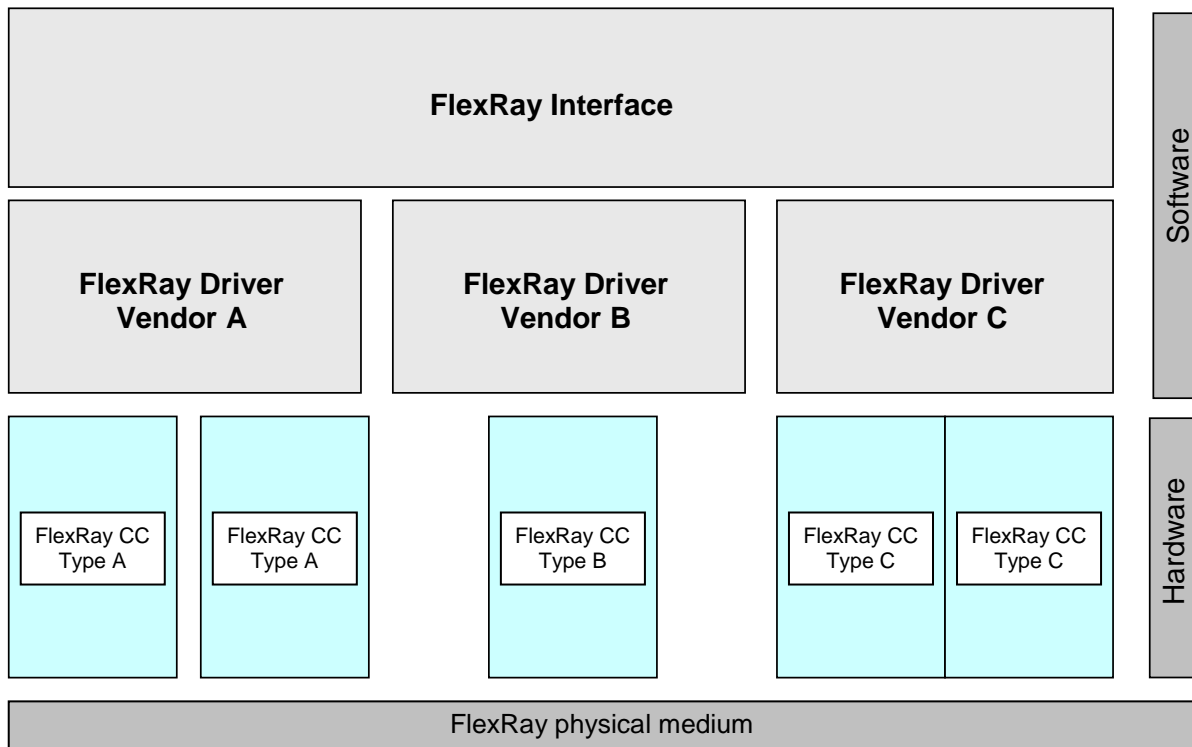 FlexRay Interface
Software
FlexRay Driver
Vendor A
FlexRay Driver
Vendor B
FlexRay Driver
Vendor C
FlexRay CC
Type A
FlexRay CC
Type A
FlexRay CC
Type B
FlexRay CC
Type C
FlexRay CC
Type C
Hardware
FlexRay physical medium